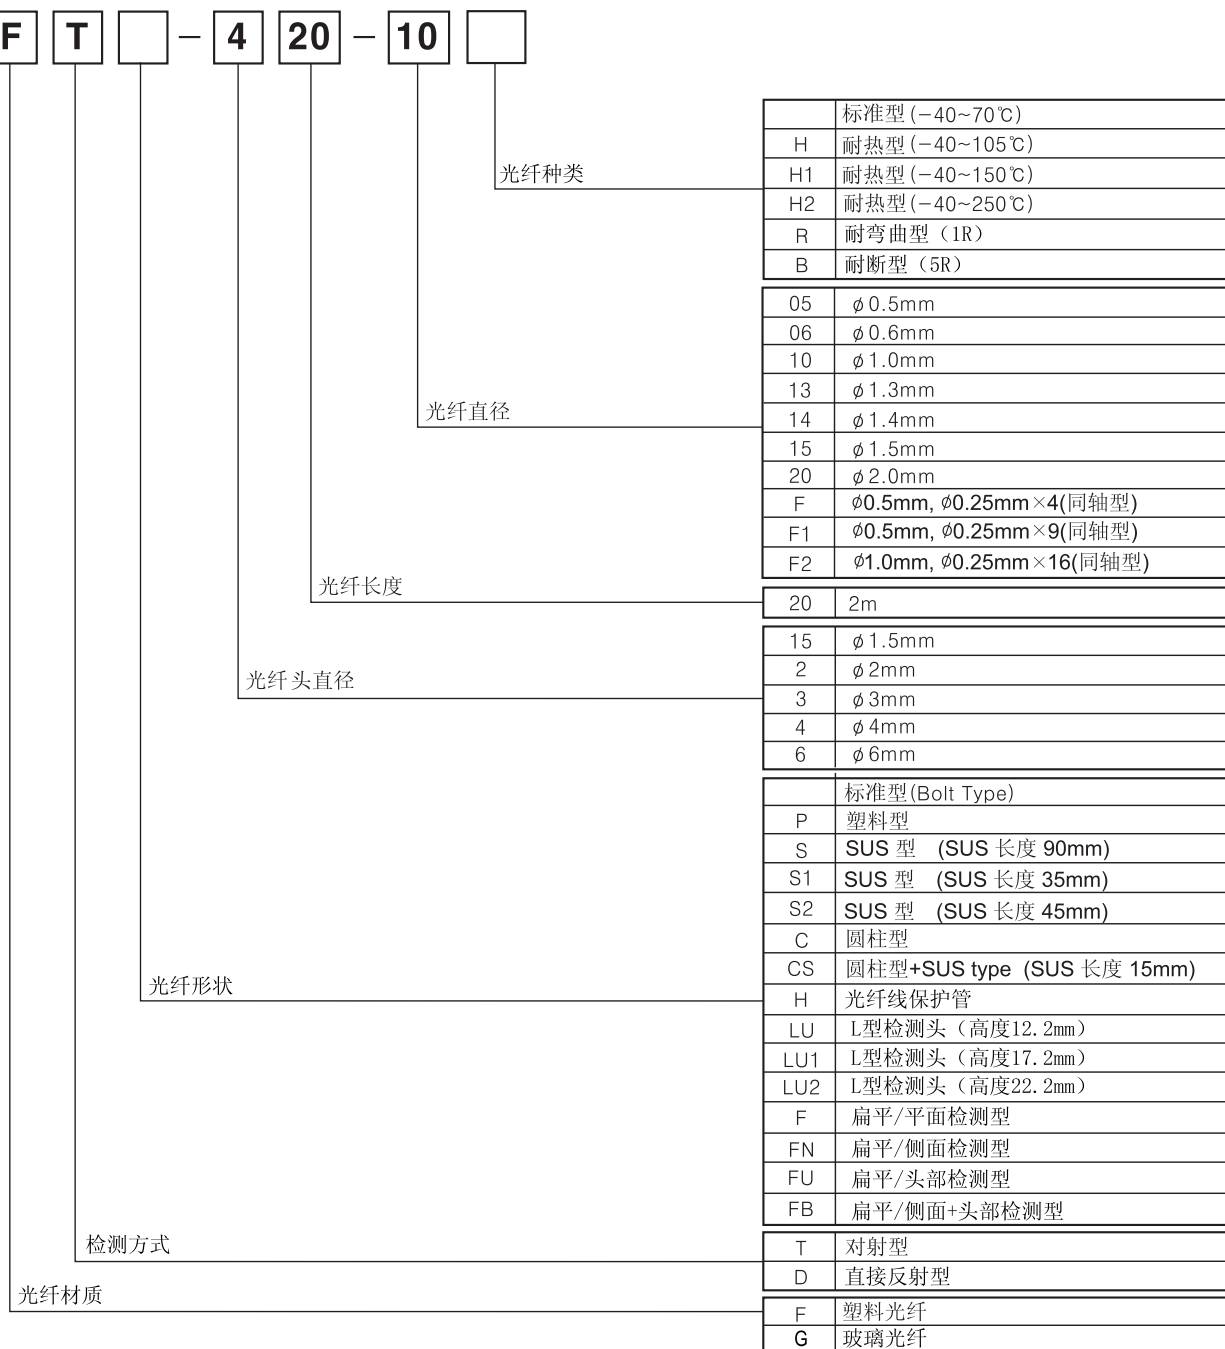 F T - 4 20 - 10
标准型(-40~70℃)
H 耐热型(-40~105℃)
光纤种类
H1 耐热型(-40~150℃)
H2 耐热型(-40~250℃)
R 耐弯曲型（1R）
B 耐断型（5R）
05 ϕ0.5mm
06 ϕ0.6mm
10 ϕ1.0mm
13 ϕ1.3mm
光纤直径
14 ϕ1.4mm
15 ϕ1.5mm
20 ϕ2.0mm
F ϕ0.5mm, ϕ0.25mm×4(同轴型)
F1 ϕ0.5mm, ϕ0.25mm×9(同轴型)
F2 ϕ1.0mm, ϕ0.25mm×16(同轴型)
光纤长度
20 2m
15 ϕ1.5mm
2 ϕ2mm
光纤头直径
3 ϕ3mm
4 ϕ4mm
6 ϕ6mm
标准型(Bolt Type)
P 塑料型
S SUS 型 (SUS 长度 90mm)
S1 SUS 型 (SUS 长度 35mm)
S2 SUS 型 (SUS 长度 45mm)
C 圆柱型
CS 圆柱型+SUS type (SUS 长度 15mm)
光纤形状
H 光纤线保护管
LU L型检测头（高度12.2mm）
LU1 L型检测头（高度17.2mm）
LU2 L型检测头（高度22.2mm）
F 扁平/平面检测型
FN 扁平/侧面检测型
FU 扁平/头部检测型
FB 扁平/侧面+头部检测型
检测方式
T 对射型
D 直接反射型
光纤材质
F 塑料光纤
G 玻璃光纤